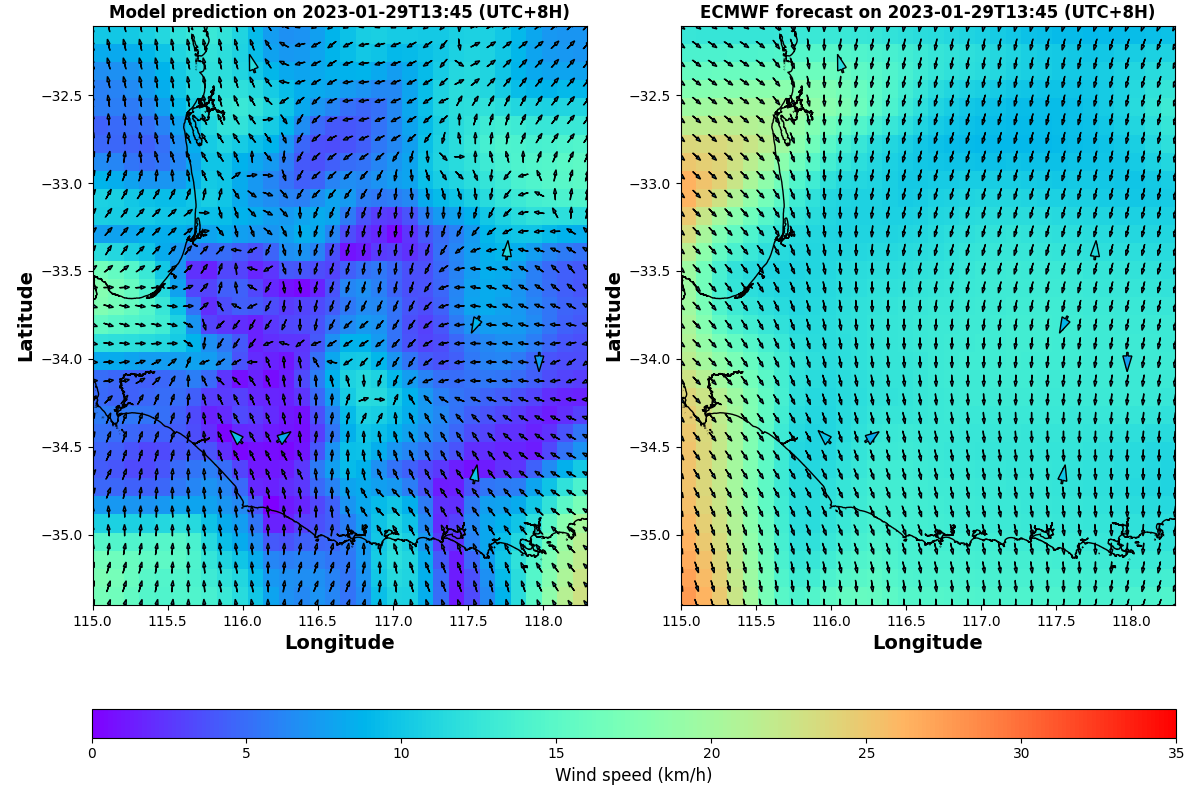 Model prediction on 2023-01-29T13:45 (UTC+8H)
ECMWF forecast on 2023-01-29T13:45 (UTC+8H)
Latitude
−32.5
−33.0
−33.5
−34.0
−34.5
−35.0
115.0 115.5 116.0 116.5 117.0 117.5 118.0
Longitude
Latitude
−32.5
−33.0
−33.5
−34.0
−34.5
−35.0
115.0 115.5 116.0 116.5 117.0 117.5 118.0
Longitude
0 5 10 15 20 25 30 35
Wind speed (km/h)